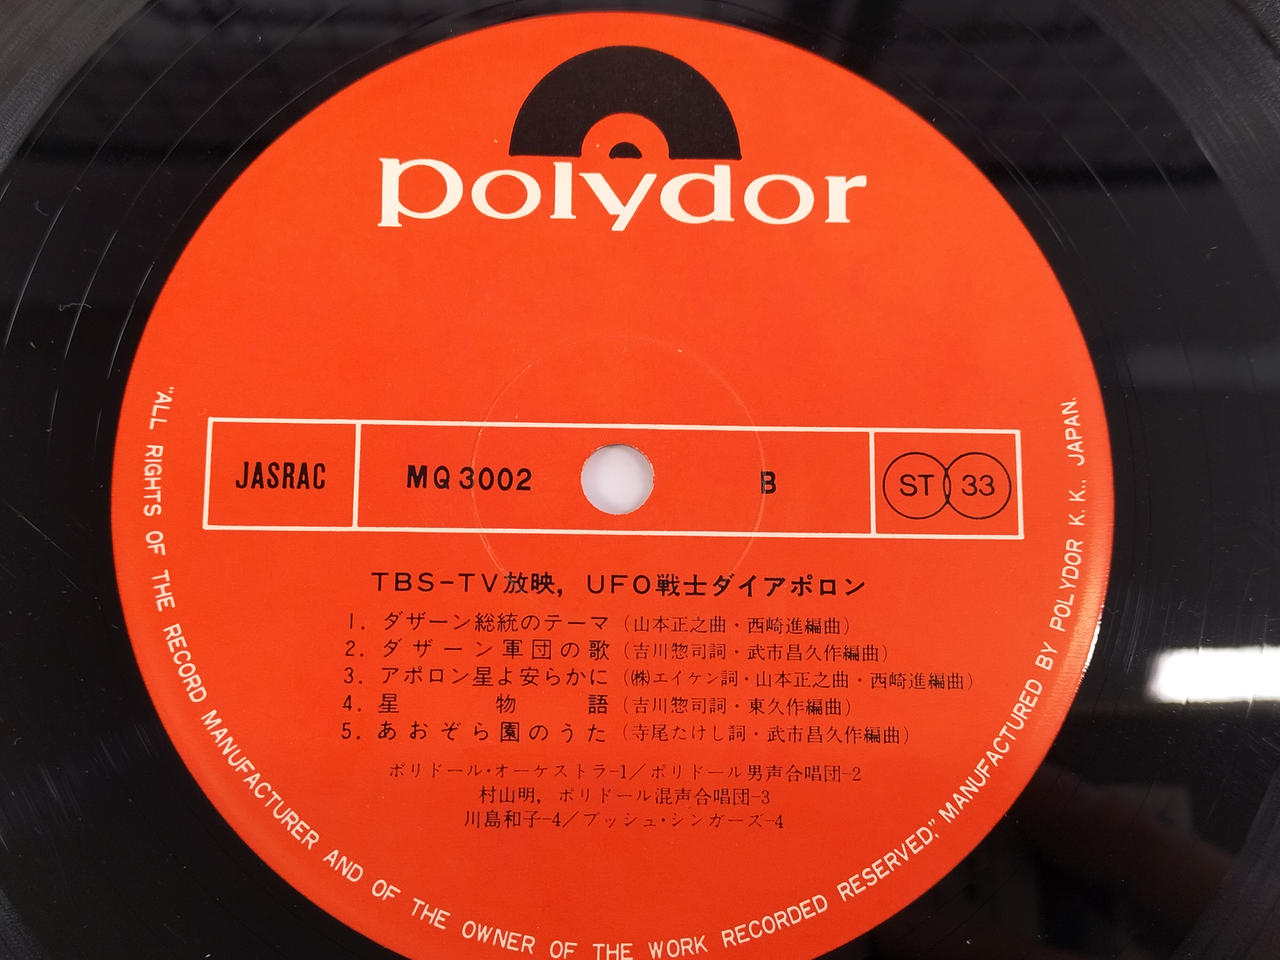 polydor
JASRAC
MQ3002
B
ST 33
TBS-TV放映, UFO戦士ダイアポロン
1. ダザーン総統のテーマ (山本正之曲・西崎進編曲)
2. ダザーン軍団の歌 (吉川惣司詞・武市昌久作編曲)
3. アポロン星よ安らかに (㈱エイケン詞・山本正之曲・西崎進編曲)
4. 星物語 (吉川惣司詞・東久作編曲)
5. あおぞら園のうた (寺尾たけし詞・武市昌久作編曲)
ポリドール・オーケストラ-1/ポリドール男声合唱団-2
村山明, ポリドール混声合唱団-3
川島和子-4/ブッシュ・シンガーズ-4
"ALL RIGHTS OF THE RECORD MANUFACTURER AND OF THE OWNER OF THE WORK RECORDED RESERVED," MANUFACTURED BY POLYDOR K. K., JAPAN.